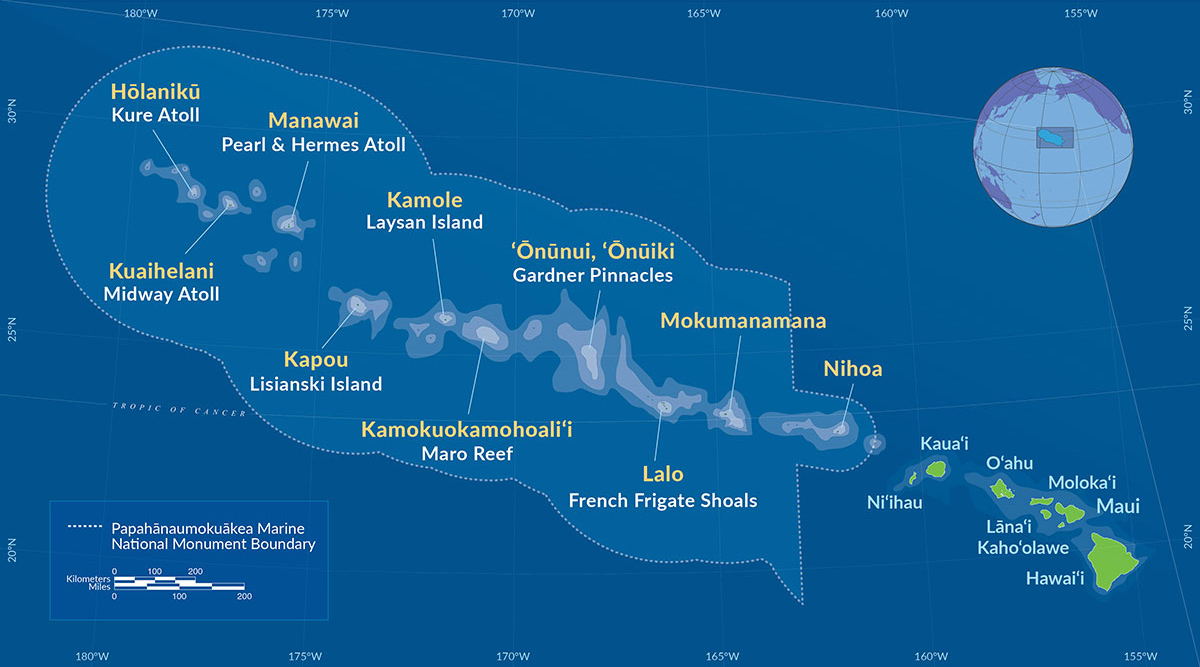 180°W
175°W
170°W
165°W
160°W
155°W
30°N
30°N
Hōlanikū
Kure Atoll
Manawai
Pearl & Hermes Atoll
Kamole
Laysan Island
ʻŌnūnui, ʻŌnūiki
Gardner Pinnacles
Kuaihelani
Midway Atoll
25°N
25°N
Mokumanamana
Kapou
Lisianski Island
Nihoa
TROPIC OF CANCER
Kamokuokamohoaliʻi
Maro Reef
Lalo
French Frigate Shoals
Kauaʻi
Niʻihau
Oʻahu
Molokaʻi
Maui
Lānaʻi
Kahoʻolawe
Hawaiʻi
20°N
20°N
Papahānaumokuākea Marine
National Monument Boundary
0 100 200
Kilometers
Miles
0 100 200
180°W
175°W
170°W
165°W
160°W
155°W